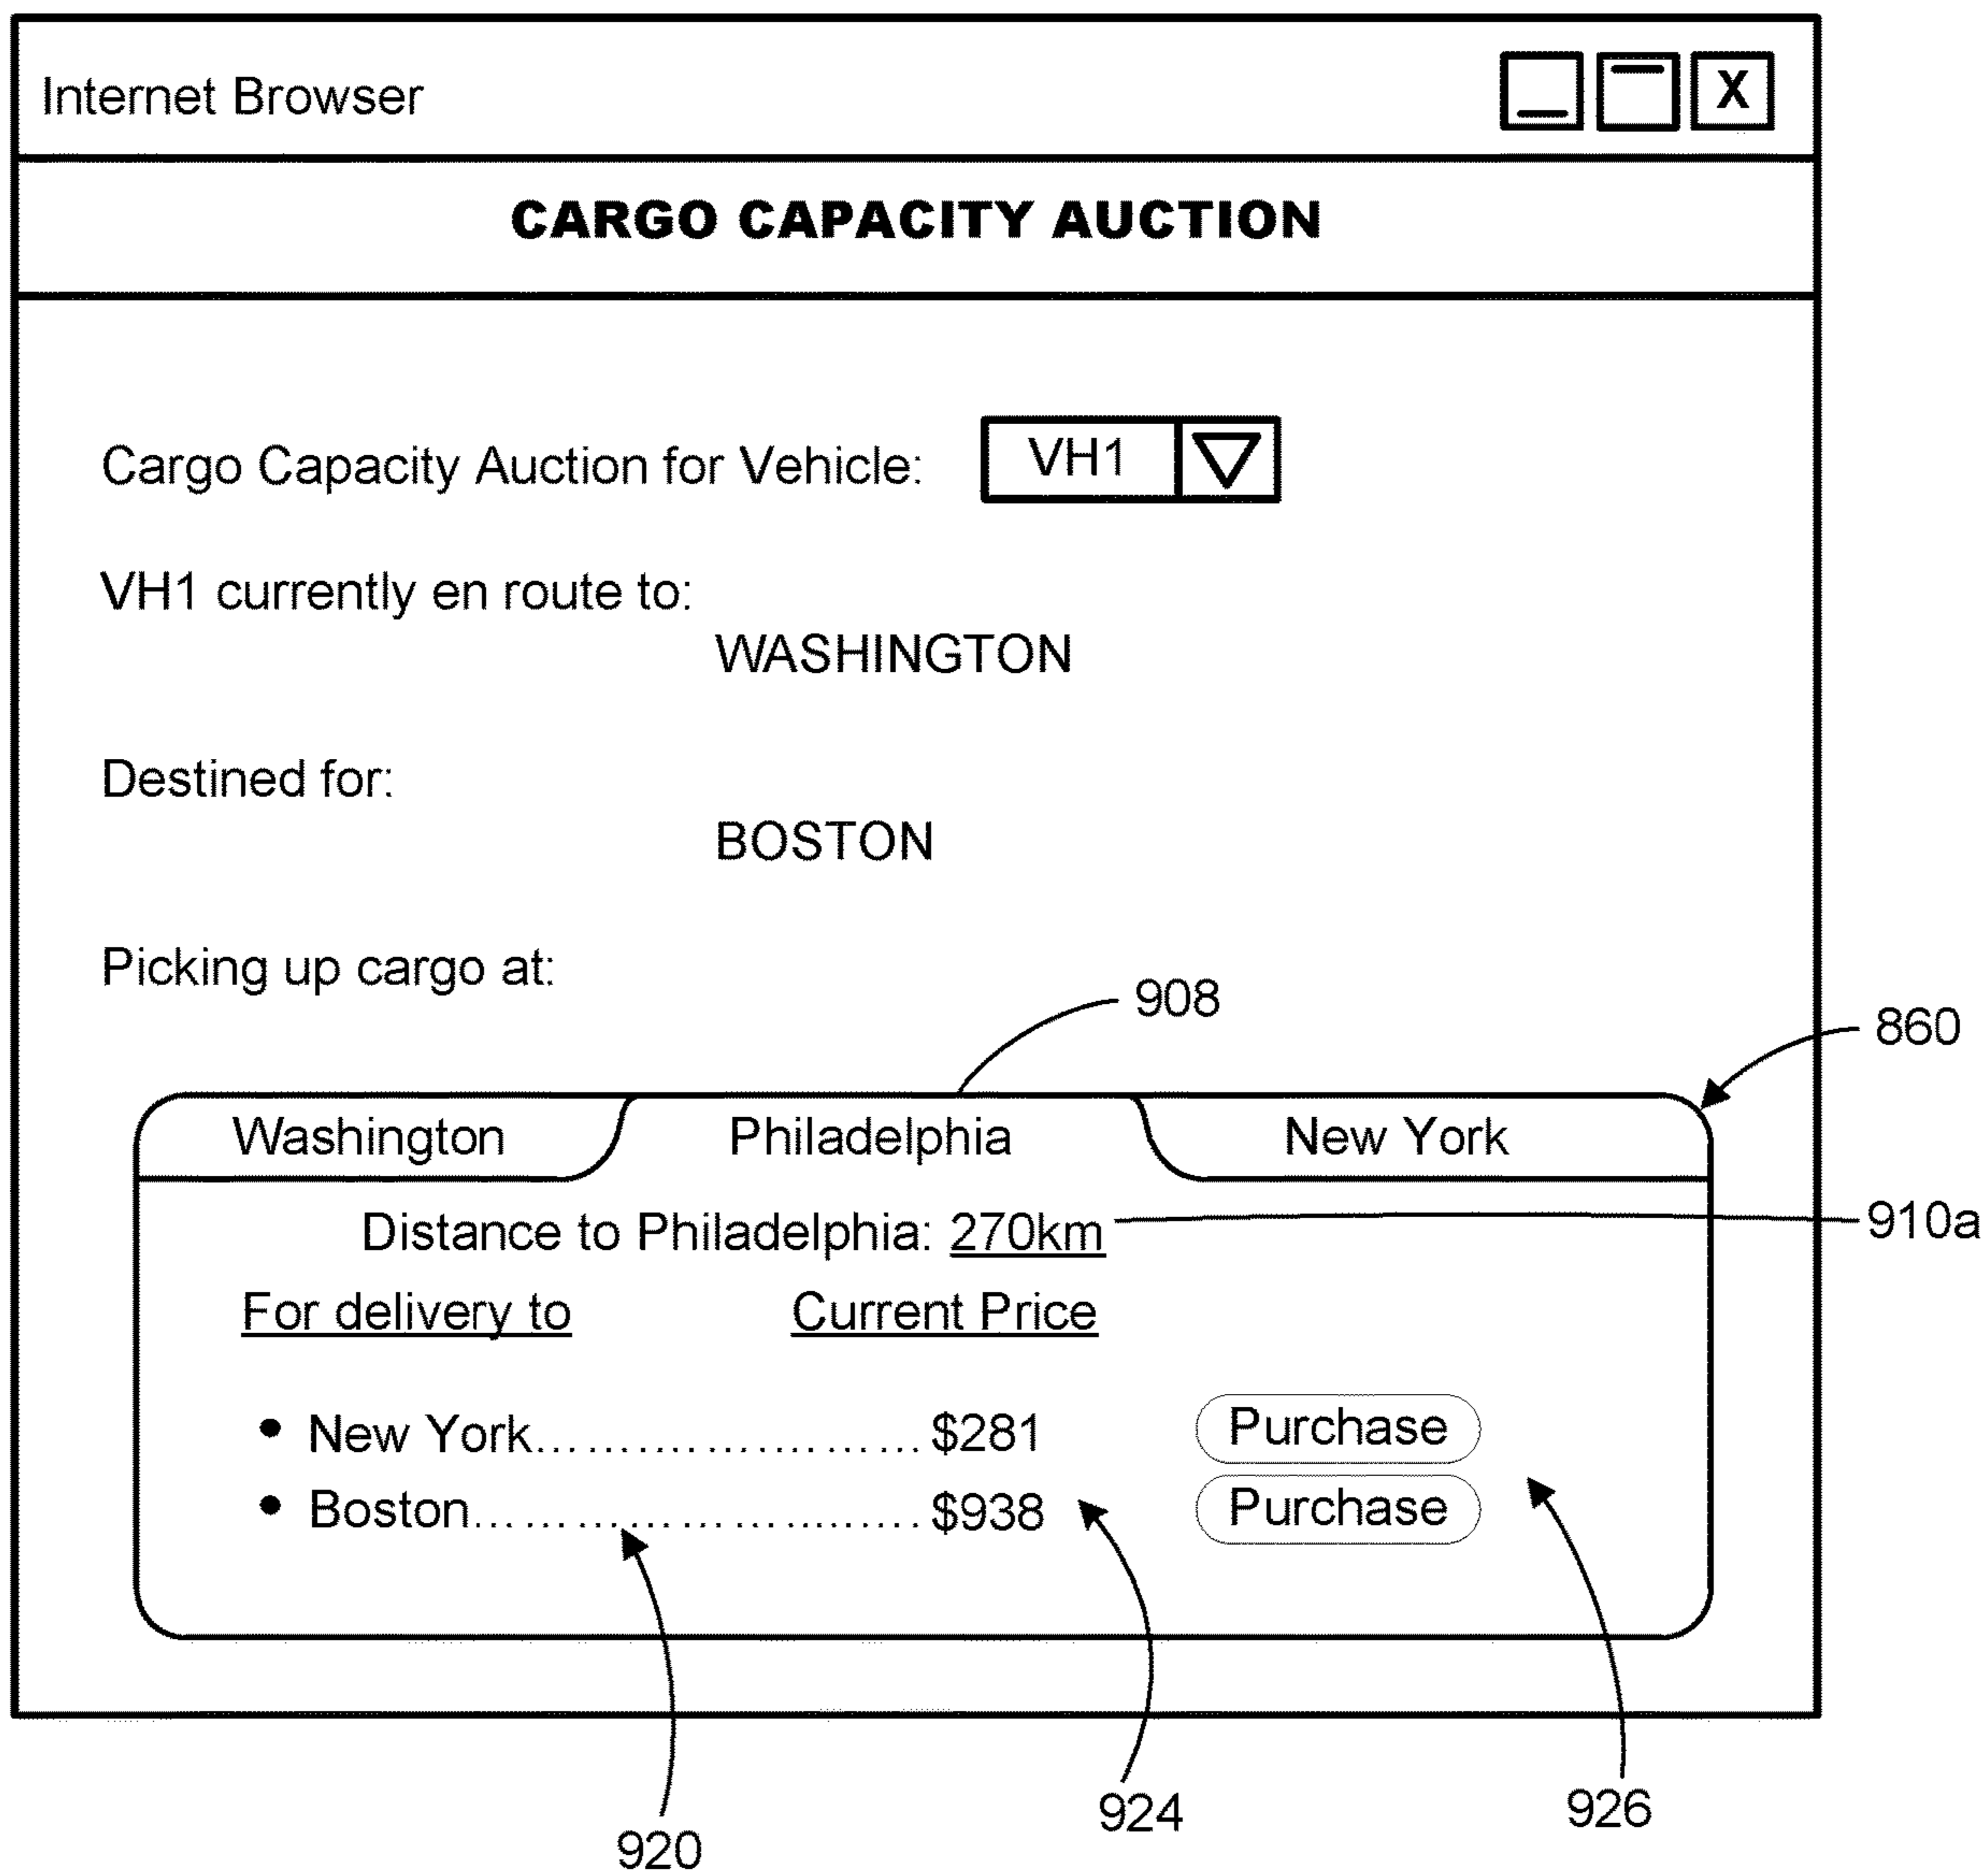 Internet Browser
X
CARGO CAPACITY AUCTION
Cargo Capacity Auction for Vehicle: VH1
VH1 currently en route to:
WASHINGTON
Destined for:
BOSTON
Picking up cargo at:
908
860
Washington Philadelphia New York
Distance to Philadelphia: 270km
910a
For delivery to Current Price
• New York........................ $281 Purchase
• Boston............................ $938 Purchase
920
924
926